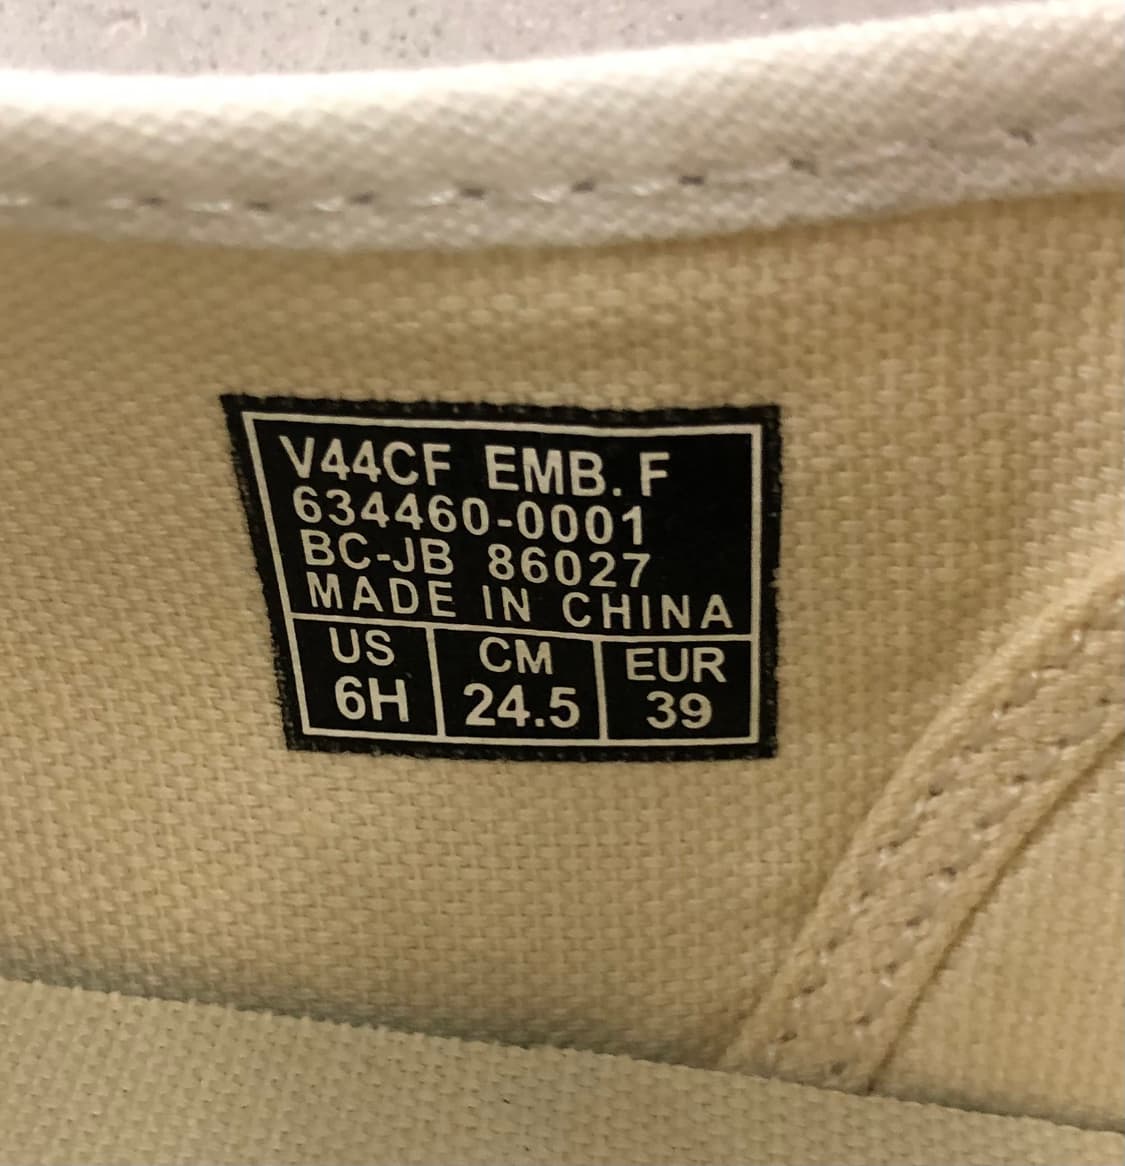 V44CF EMB. F
634460-0001
BC-JB 86027
MADE IN CHINA
US CM EUR
6H 24.5 39